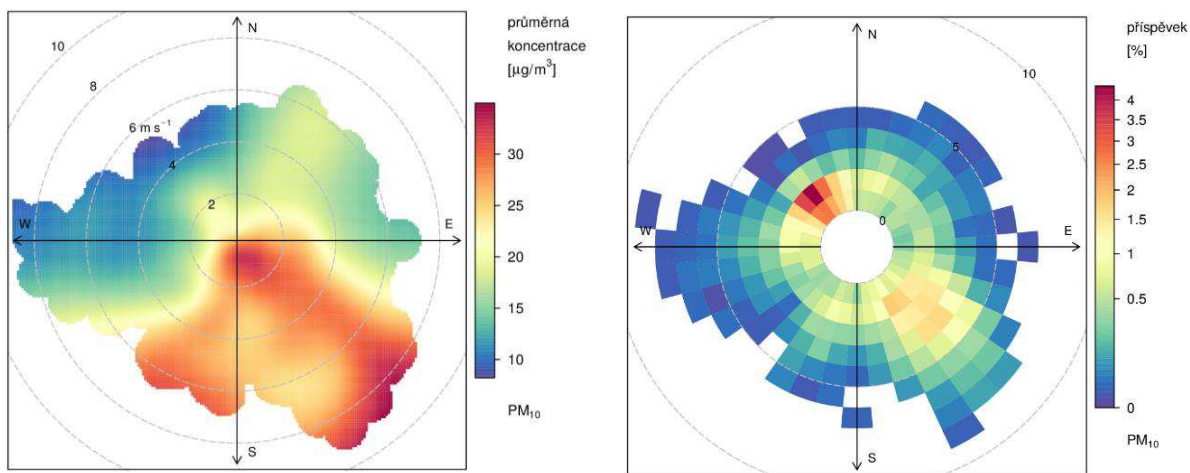 průměrná
koncentrace
[µg/m³]
10
8
6 m s⁻¹
4
2
N
W
E
S
30
25
20
15
10
PM₁₀
příspěvek
[%]
10
5
0
N
W
E
S
4
3.5
3
2.5
2
1.5
1
0.5
0
PM₁₀